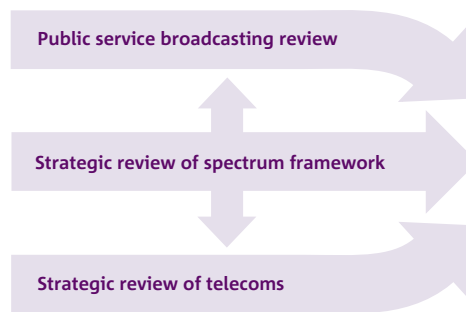 Public service broadcasting review
Strategic review of spectrum framework
Strategic review of telecoms